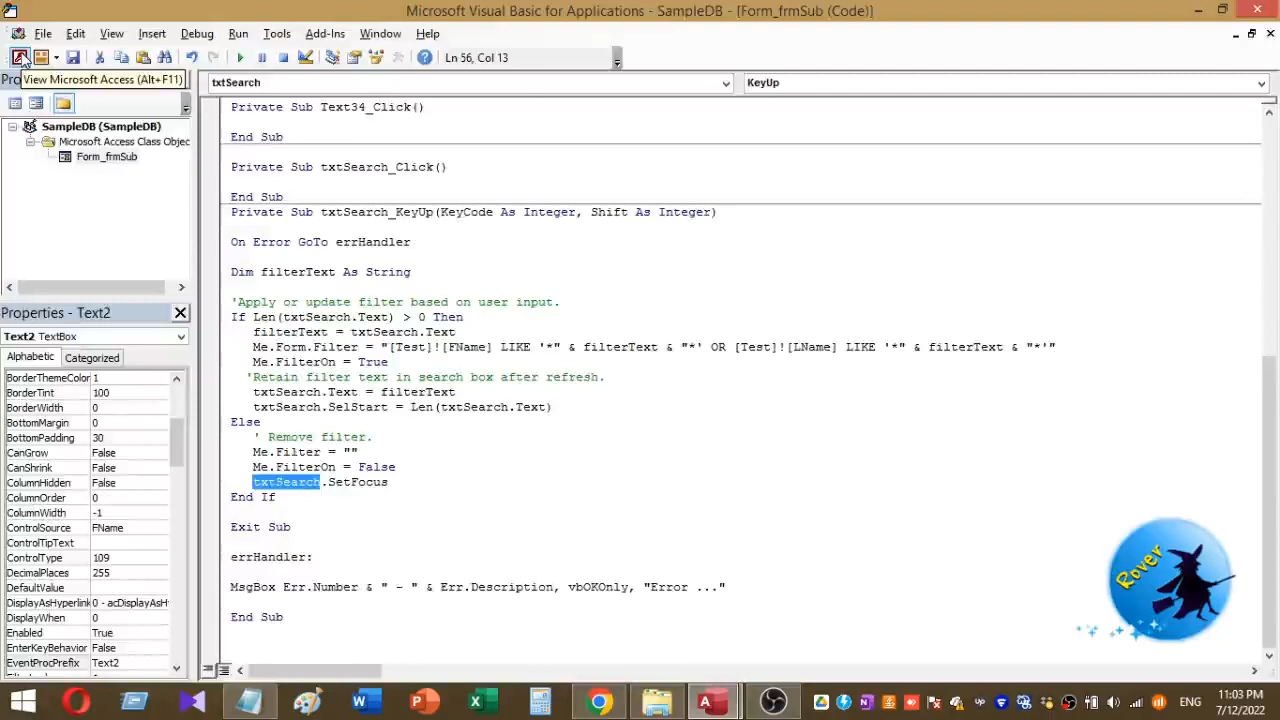 Microsoft Visual Basic for Applications - SampleDB - [Form_frmSub (Code)]
File Edit View Insert Debug Run Tools Add-Ins Window Help
Ln 56, Col 13
View Microsoft Access (Alt+F11)
txtSearch
KeyUp
SampleDB (SampleDB)
Microsoft Access Class Objec
Form_frmSub
Properties - Text2
Text2 TextBox
Alphabetic Categorized
BorderThemeColor 1
BorderTint 100
BorderWidth 0
BottomMargin 0
BottomPadding 30
CanGrow False
CanShrink False
ColumnHidden False
ColumnOrder 0
ColumnWidth -1
ControlSource FName
ControlTipText
ControlType 109
DecimalPlaces 255
DefaultValue
DisplayAsHyperlink 0 - acDisplayAsH
DisplayWhen 0
Enabled True
EnterKeyBehavior False
EventProcPrefix Text2
Private Sub Text34_Click()
End Sub
Private Sub txtSearch_Click()
End Sub
Private Sub txtSearch_KeyUp(KeyCode As Integer, Shift As Integer)
On Error GoTo errHandler
Dim filterText As String
'Apply or update filter based on user input.
If Len(txtSearch.Text) > 0 Then
filterText = txtSearch.Text
Me.Form.Filter = "[Test]![FName] LIKE '*" & filterText & "*' OR [Test]![LName] LIKE '*" & filterText & "*'"
Me.FilterOn = True
'Retain filter text in search box after refresh.
txtSearch.Text = filterText
txtSearch.SelStart = Len(txtSearch.Text)
Else
' Remove filter.
Me.Filter = ""
Me.FilterOn = False
txtSearch.SetFocus
End If
Exit Sub
errHandler:
MsgBox Err.Number & " - " & Err.Description, vbOKOnly, "Error ..."
End Sub
Rover
ENG
11:03 PM
7/12/2022